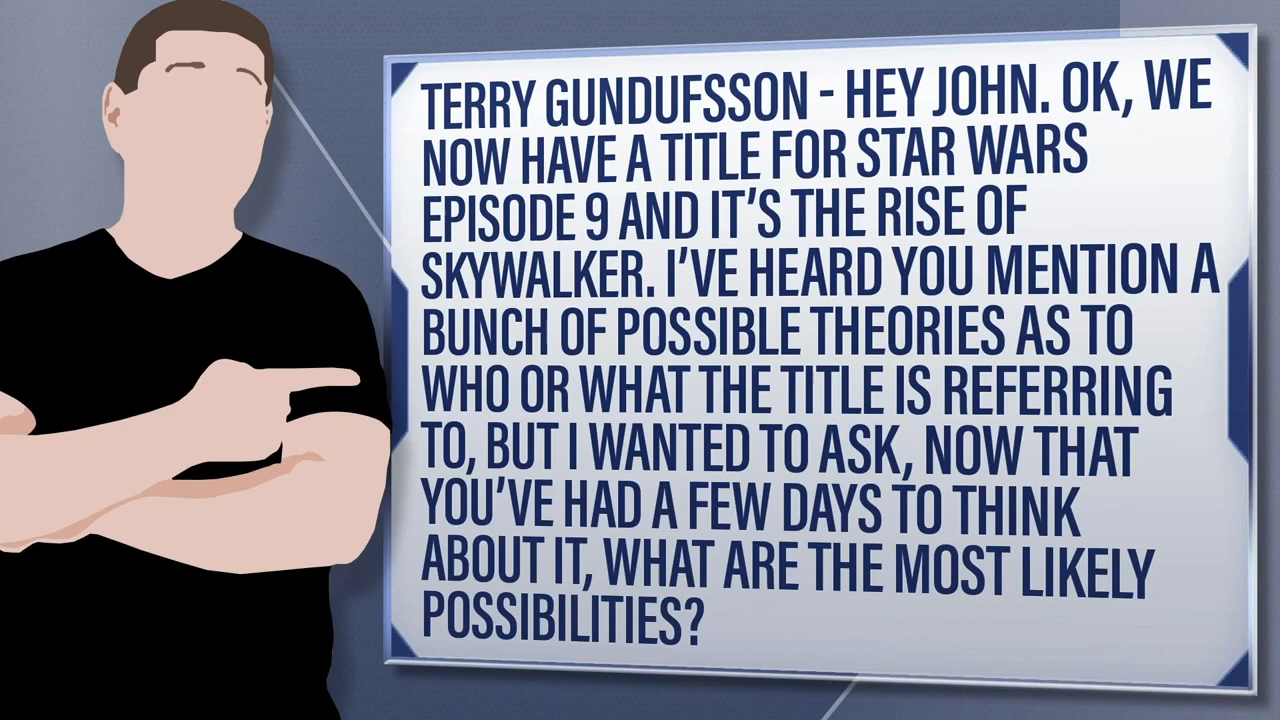 TERRY GUNDUFSSON - HEY JOHN. OK, WE
NOW HAVE A TITLE FOR STAR WARS
EPISODE 9 AND IT'S THE RISE OF
SKYWALKER. I'VE HEARD YOU MENTION A
BUNCH OF POSSIBLE THEORIES AS TO
WHO OR WHAT THE TITLE IS REFERRING
TO, BUT I WANTED TO ASK, NOW THAT
YOU'VE HAD A FEW DAYS TO THINK
ABOUT IT, WHAT ARE THE MOST LIKELY
POSSIBILITIES?